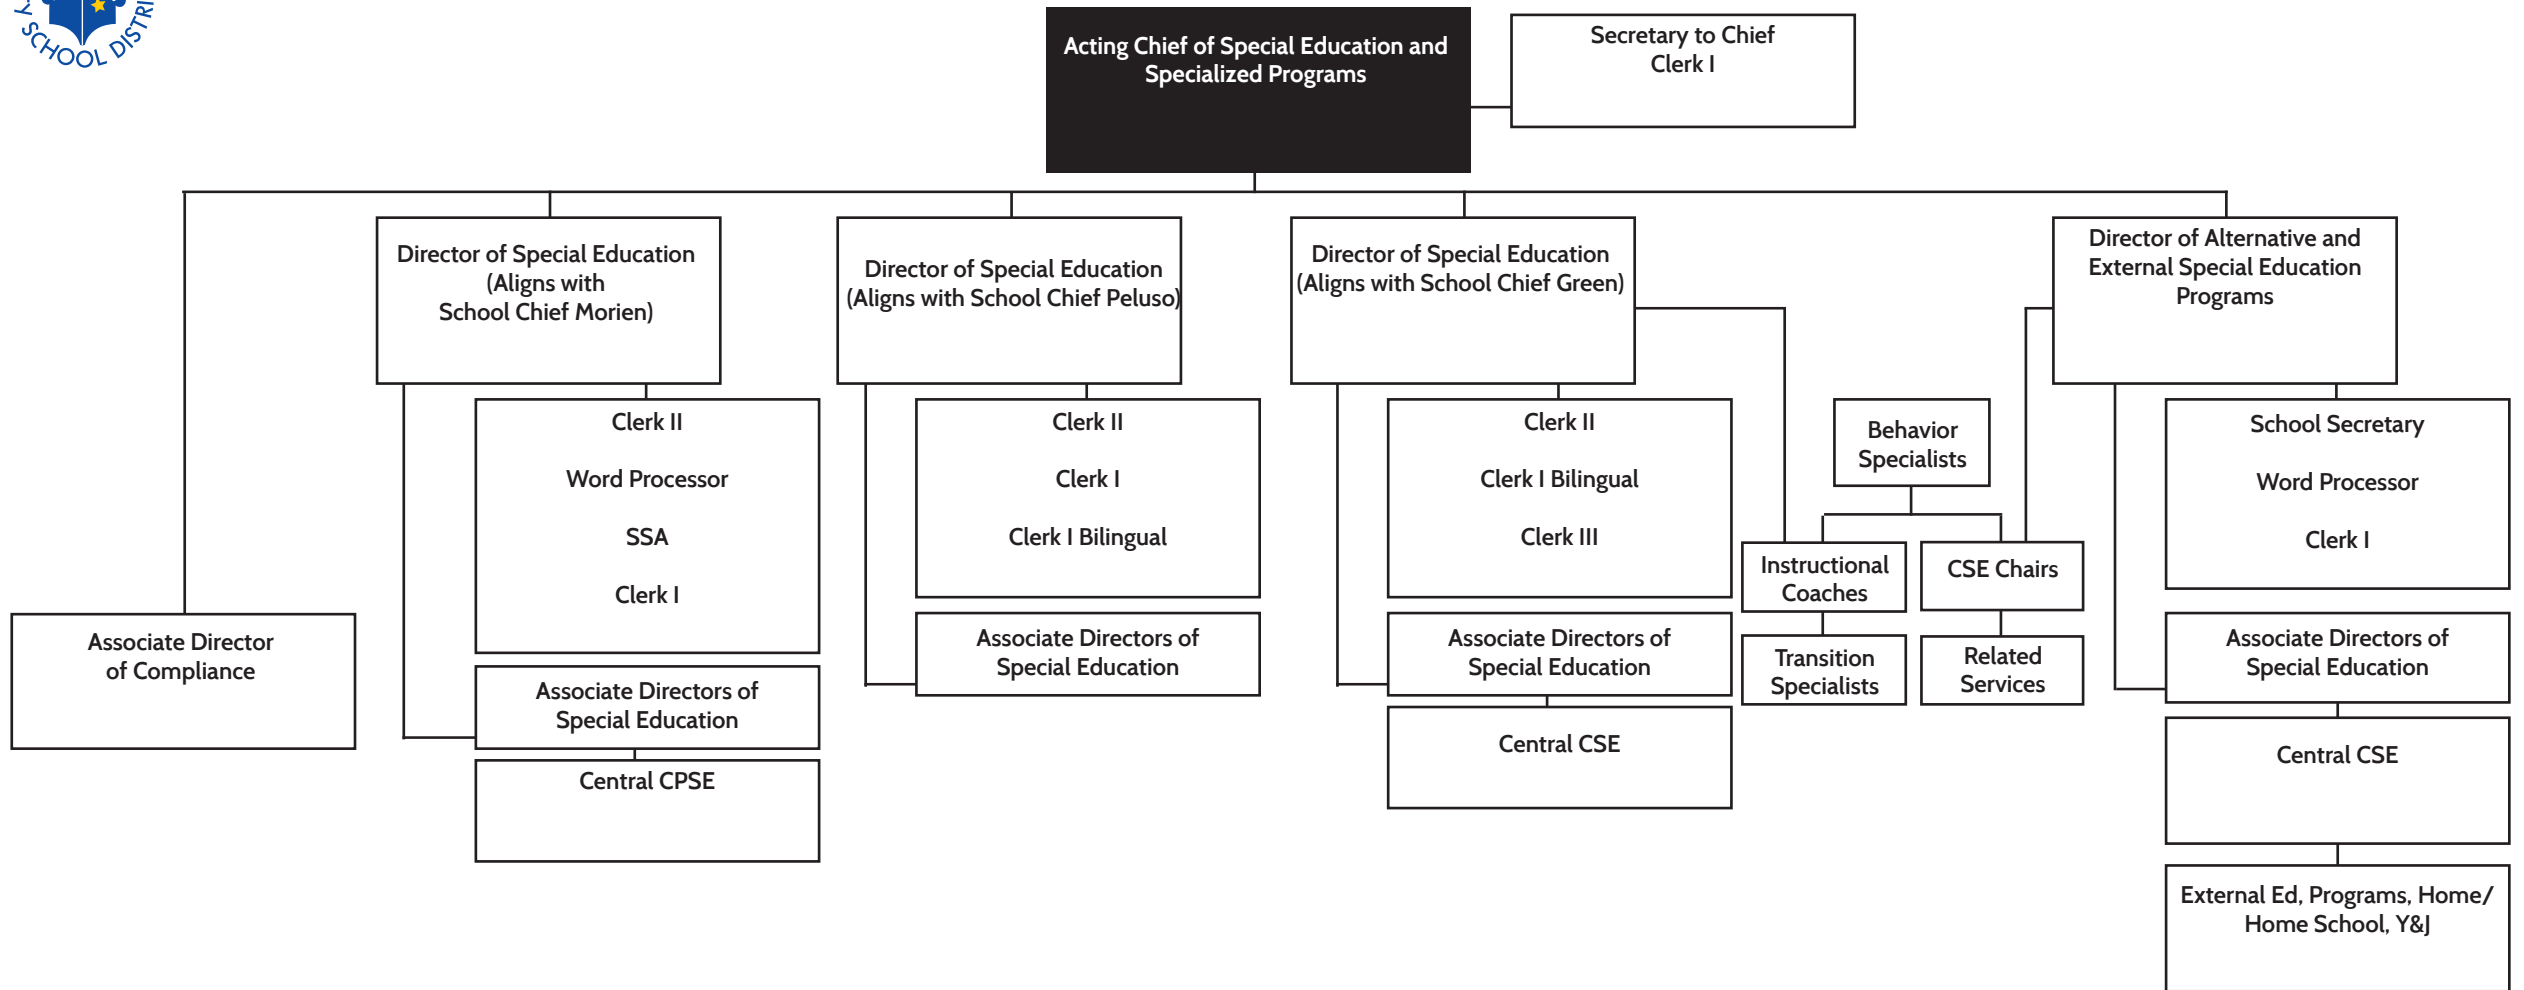 Y SCHOOL DISTRI
Acting Chief of Special Education and
Specialized Programs
Secretary to Chief
Clerk I
Director of Special Education
(Aligns with
School Chief Morien)
Director of Special Education
(Aligns with School Chief Peluso)
Director of Special Education
(Aligns with School Chief Green)
Director of Alternative and
External Special Education
Programs
Clerk II
Word Processor
SSA
Clerk I
Clerk II
Clerk I
Clerk I Bilingual
Clerk II
Clerk I Bilingual
Clerk III
Behavior
Specialists
School Secretary
Word Processor
Clerk I
Instructional
Coaches
CSE Chairs
Associate Director
of Compliance
Associate Directors of
Special Education
Associate Directors of
Special Education
Associate Directors of
Special Education
Transition
Specialists
Related
Services
Associate Directors of
Special Education
Central CPSE
Central CSE
Central CSE
External Ed, Programs, Home/
Home School, Y&J